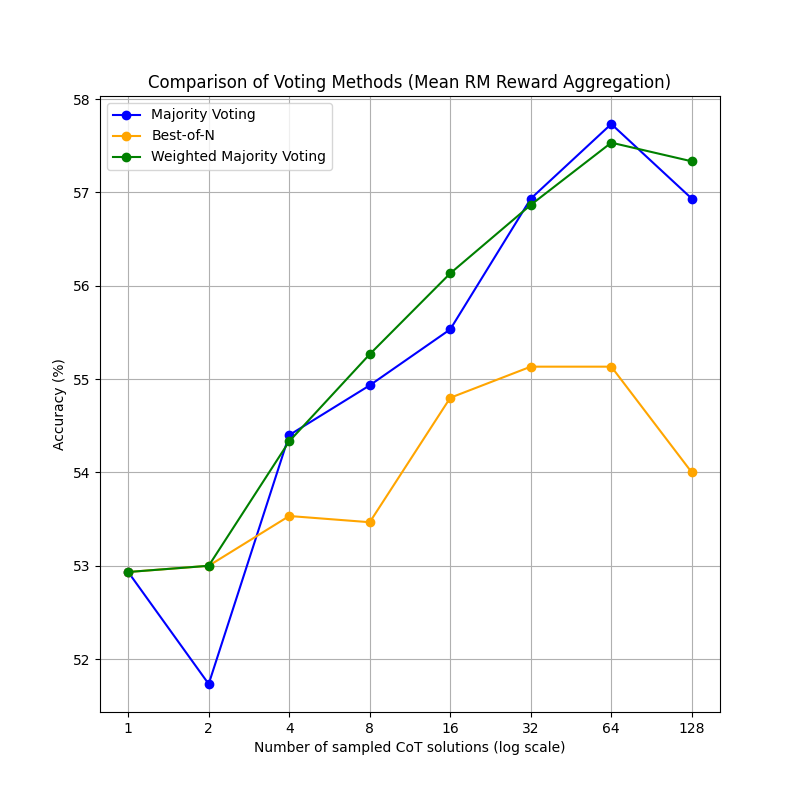 Comparison of Voting Methods (Mean RM Reward Aggregation)
Majority Voting
Best-of-N
Weighted Majority Voting
58
57
56
55
54
53
52
Accuracy (%)
1 2 4 8 16 32 64 128
Number of sampled CoT solutions (log scale)